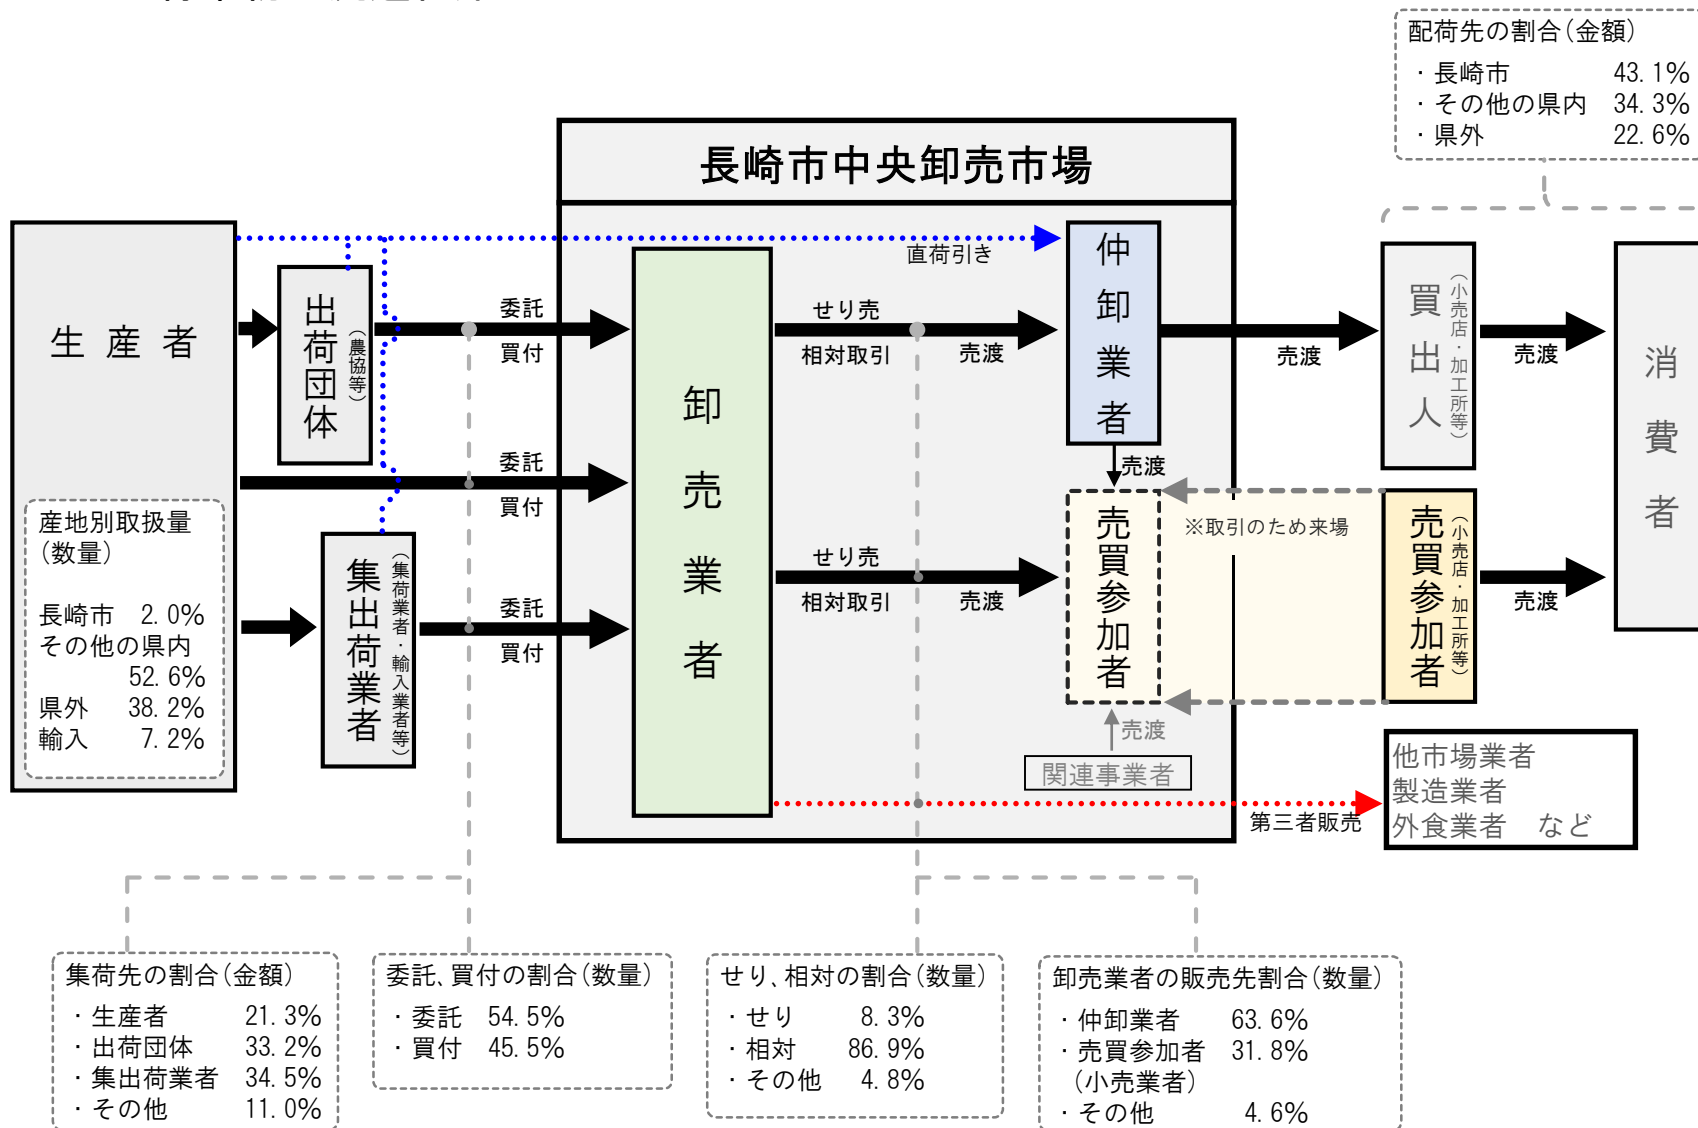 配荷先の割合(金額)
・長崎市 43.1%
・その他の県内 34.3%
・県外 22.6%
長崎市中央卸売市場
生産者
産地別取扱量
(数量)
長崎市 2.0%
その他の県内
52.6%
県外 38.2%
輸入 7.2%
出荷団体
(農協等)
集出荷業者
(集荷業者・輸入業者等)
委託
買付
委託
買付
委託
買付
卸売業者
直荷引き
せり売
相対取引
売渡
せり売
相対取引
売渡
仲卸業者
売渡
売買参加者
売渡
関連事業者
※取引のため来場
売渡
買出人
(小売店・加工所等)
売渡
売買参加者
(小売店・加工所等)
売渡
消費者
第三者販売
他市場業者
製造業者
外食業者 など
集荷先の割合(金額)
・生産者 21.3%
・出荷団体 33.2%
・集出荷業者 34.5%
・その他 11.0%
委託、買付の割合(数量)
・委託 54.5%
・買付 45.5%
せり、相対の割合(数量)
・せり 8.3%
・相対 86.9%
・その他 4.8%
卸売業者の販売先割合(数量)
・仲卸業者 63.6%
・売買参加者 31.8%
(小売業者)
・その他 4.6%